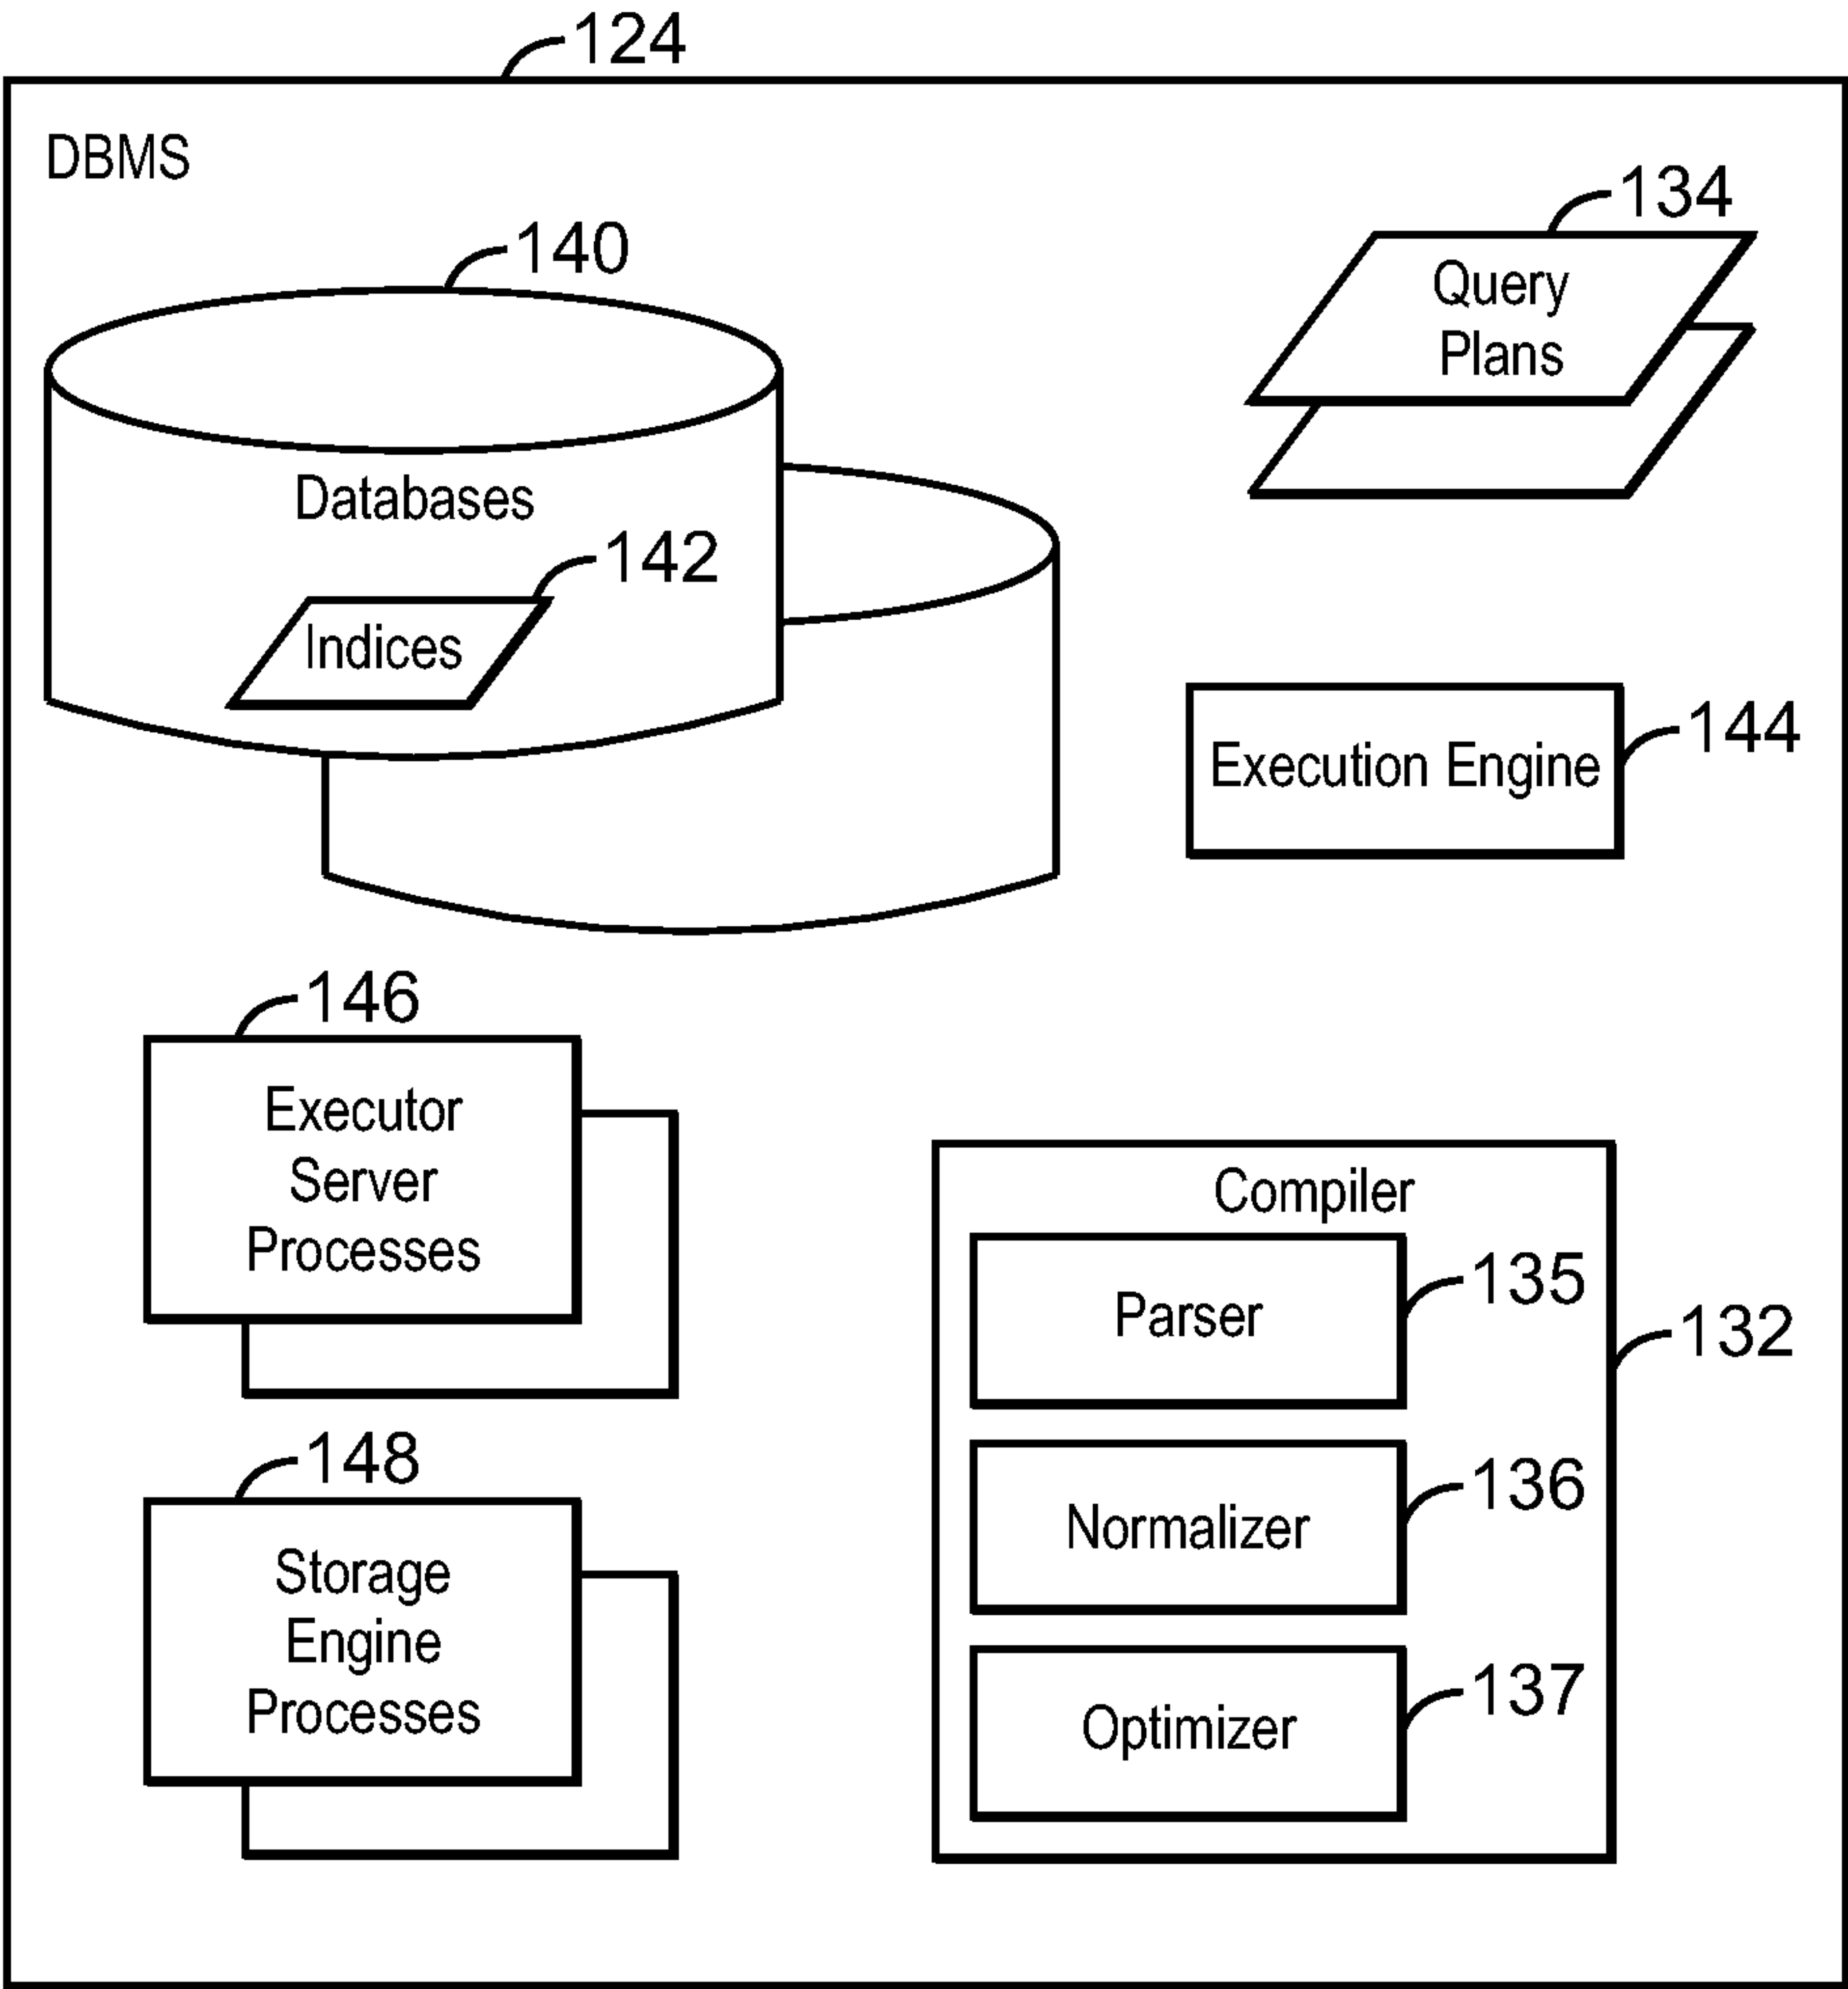 124
DBMS
134
140
Query
Plans
Databases
142
Indices
144
Execution Engine
146
Executor
Server
Processes
Compiler
135
Parser
132
148
136
Normalizer
Storage
Engine
Processes
137
Optimizer